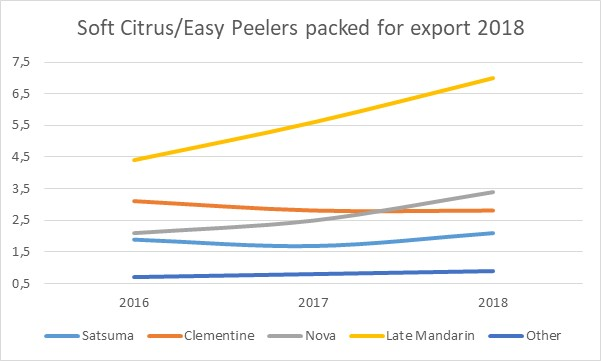 Soft Citrus/Easy Peelers packed for export 2018
7,5
6,5
5,5
4,5
3,5
2,5
1,5
0,5
2016 2017 2018
Satsuma Clementine Nova Late Mandarin Other